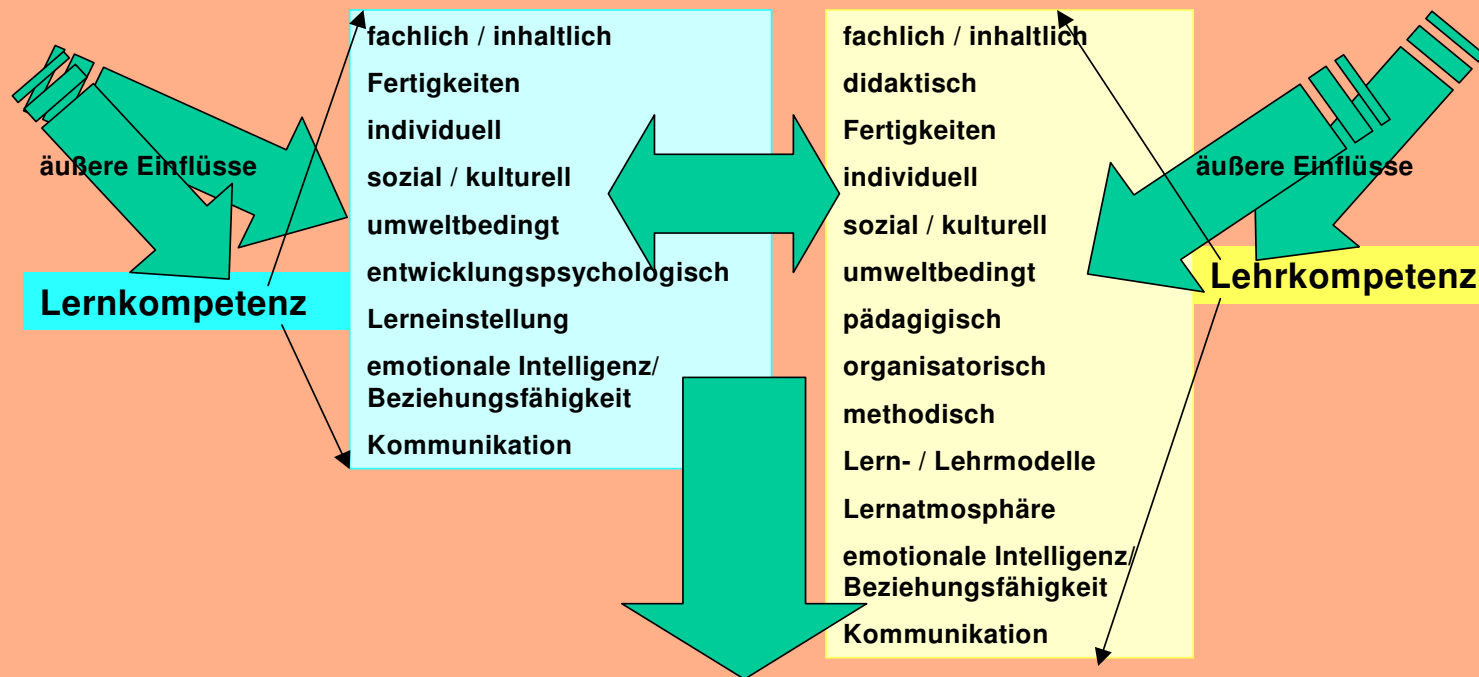 äußere Einflüsse
Lernkompetenz
fachlich / inhaltlich
Fertigkeiten
individuell
sozial / kulturell
umweltbedingt
entwicklungspsychologisch
Lerneinstellung
emotionale Intelligenz/
Beziehungsfähigkeit
Kommunikation
fachlich / inhaltlich
didaktisch
Fertigkeiten
individuell
sozial / kulturell
umweltbedingt
pädagigisch
organisatorisch
methodisch
Lern- / Lehrmodelle
Lernatmosphäre
emotionale Intelligenz/
Beziehungsfähigkeit
Kommunikation
äußere Einflüsse
Lehrkompetenz